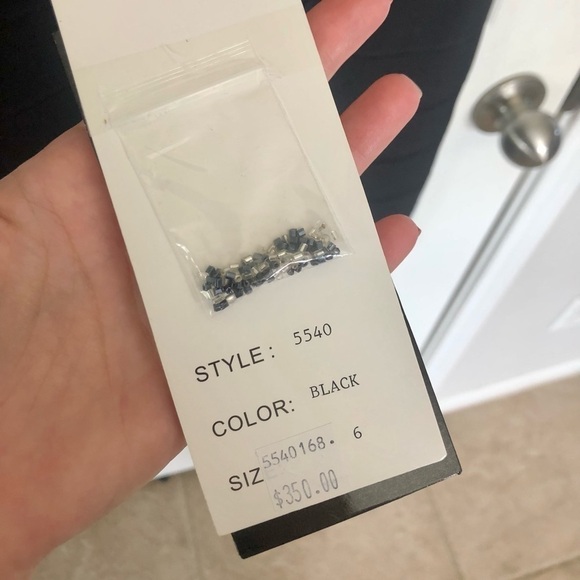 STYLE: 5540
COLOR: BLACK
SIZ 6
5540168.
$350.00